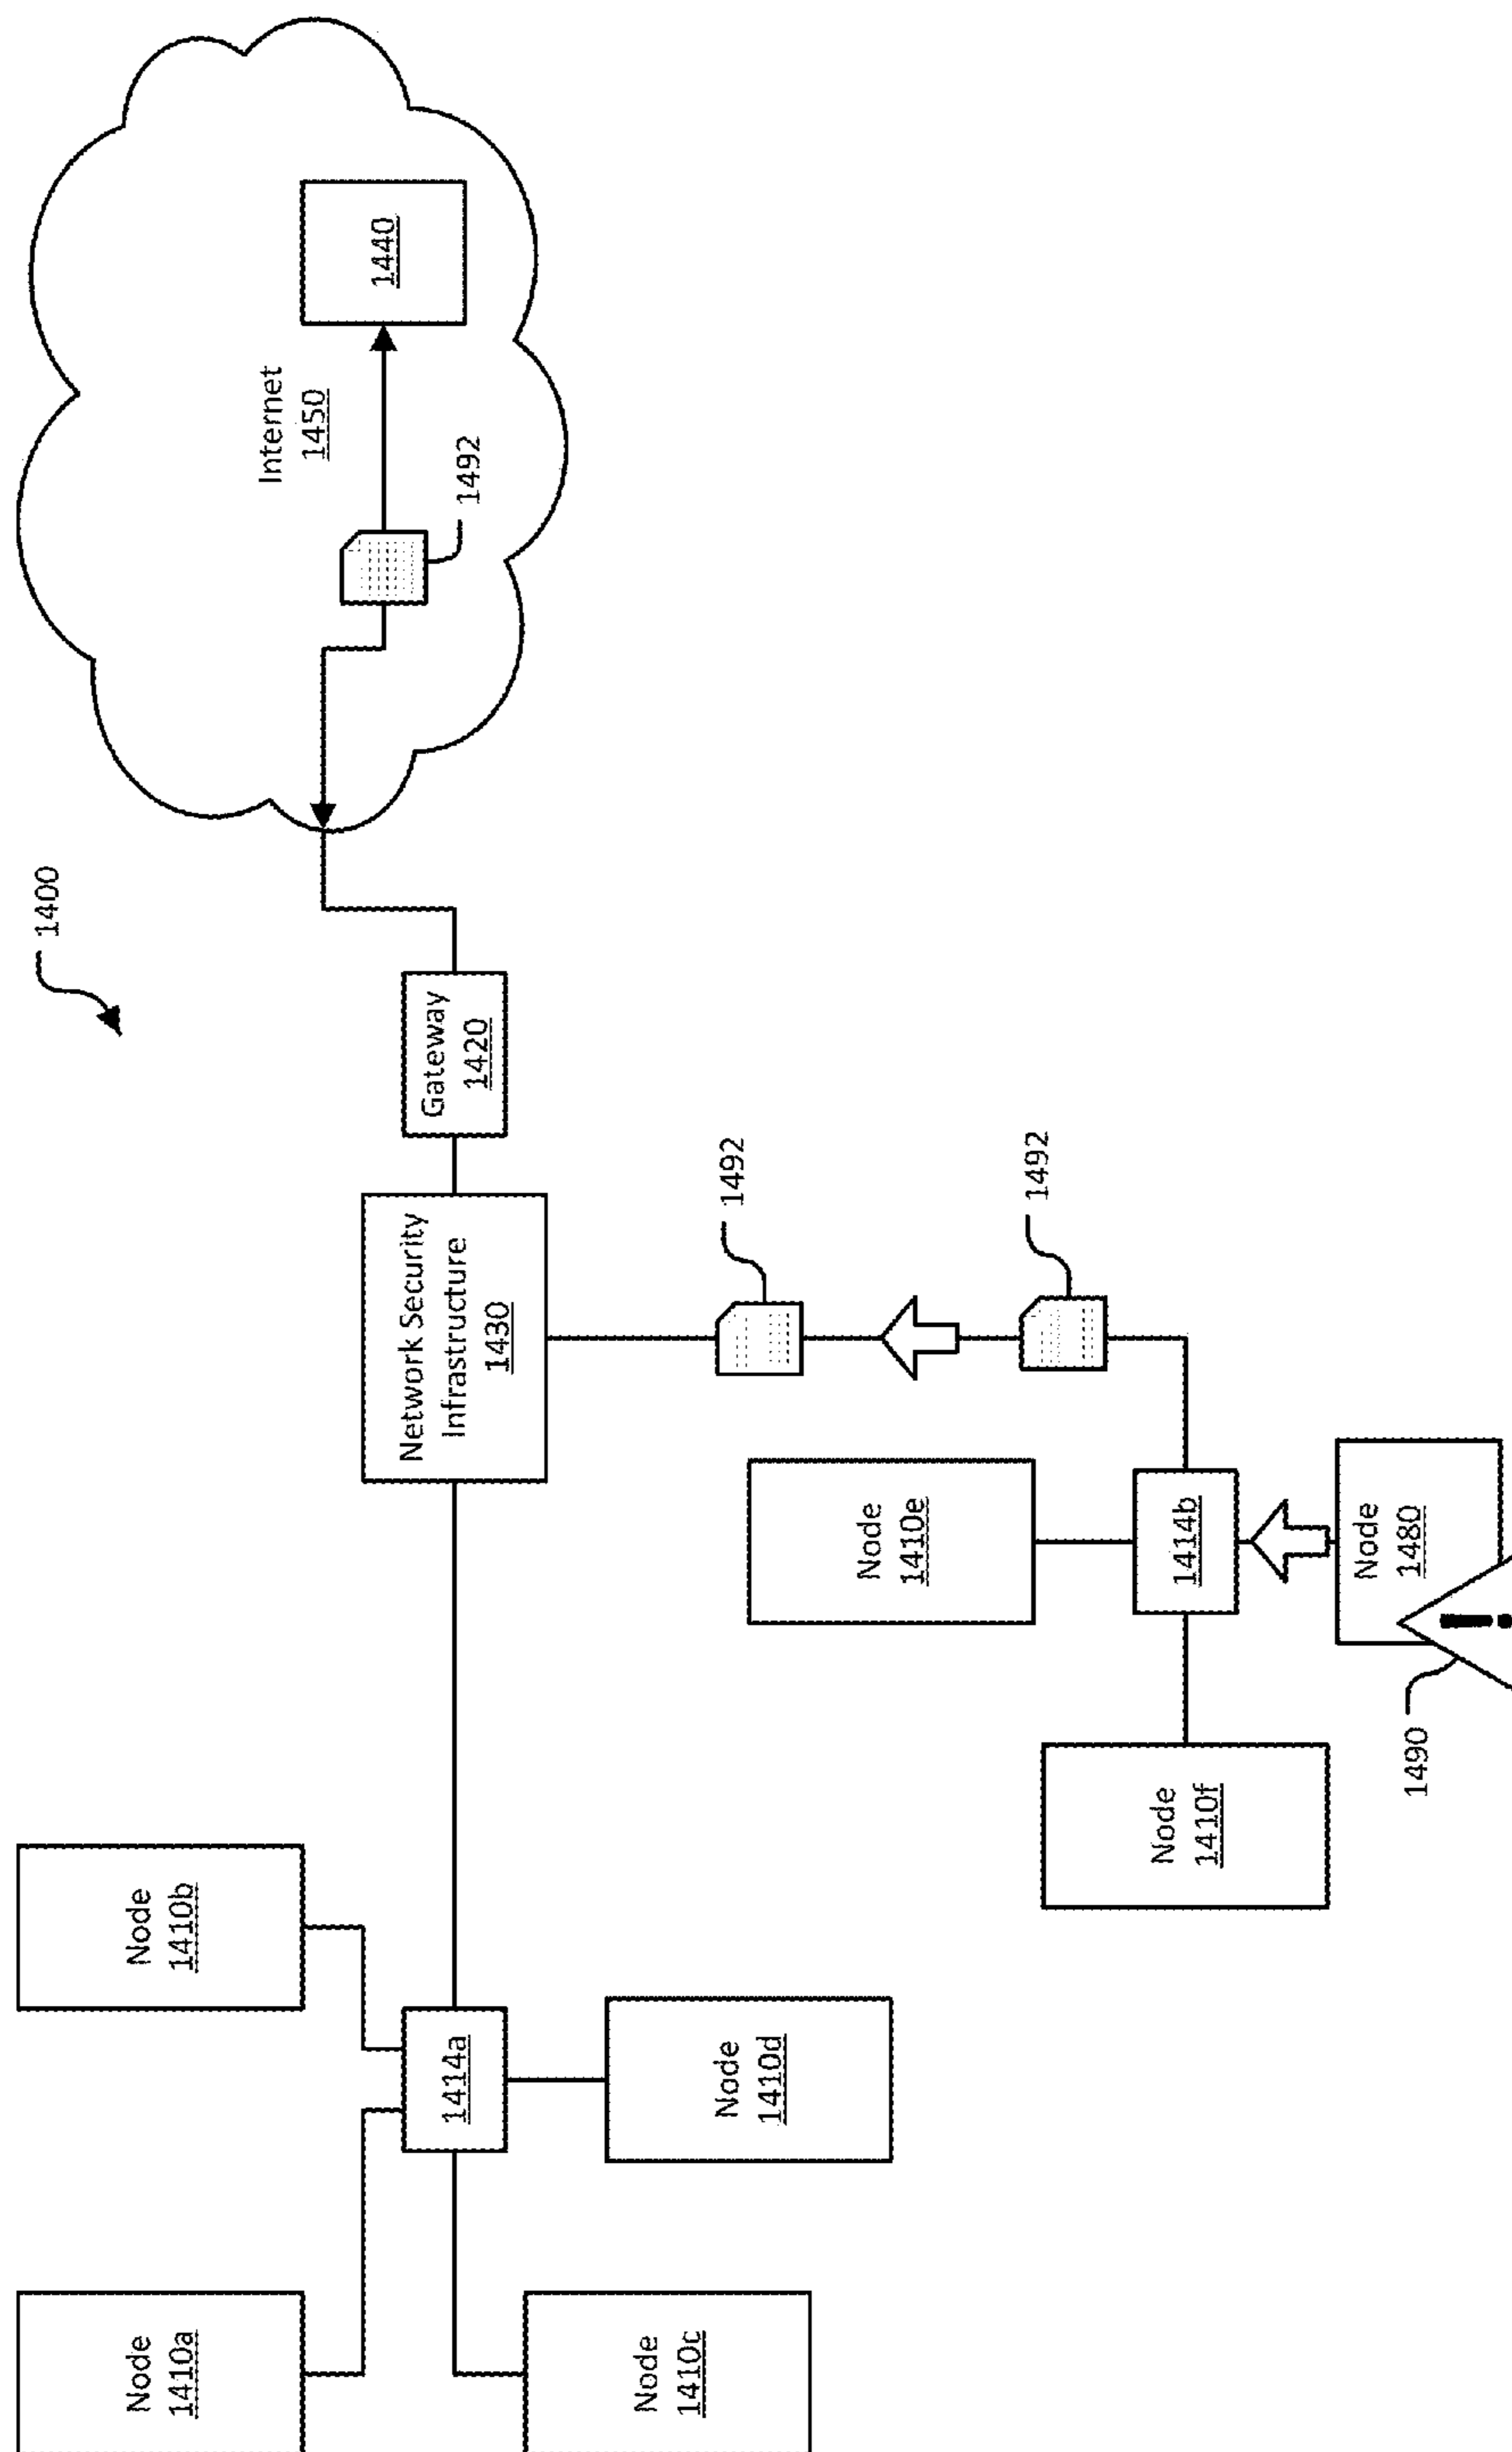 1400
Internet
1450
1440
1492
Gateway
1420
Network Security
Infrastructure
1430
1492
1492
Node
1410a
Node
1410b
1414a
Node
1410c
Node
1410d
Node
1410e
Node
1410f
1414b
Node
1480
!
1490